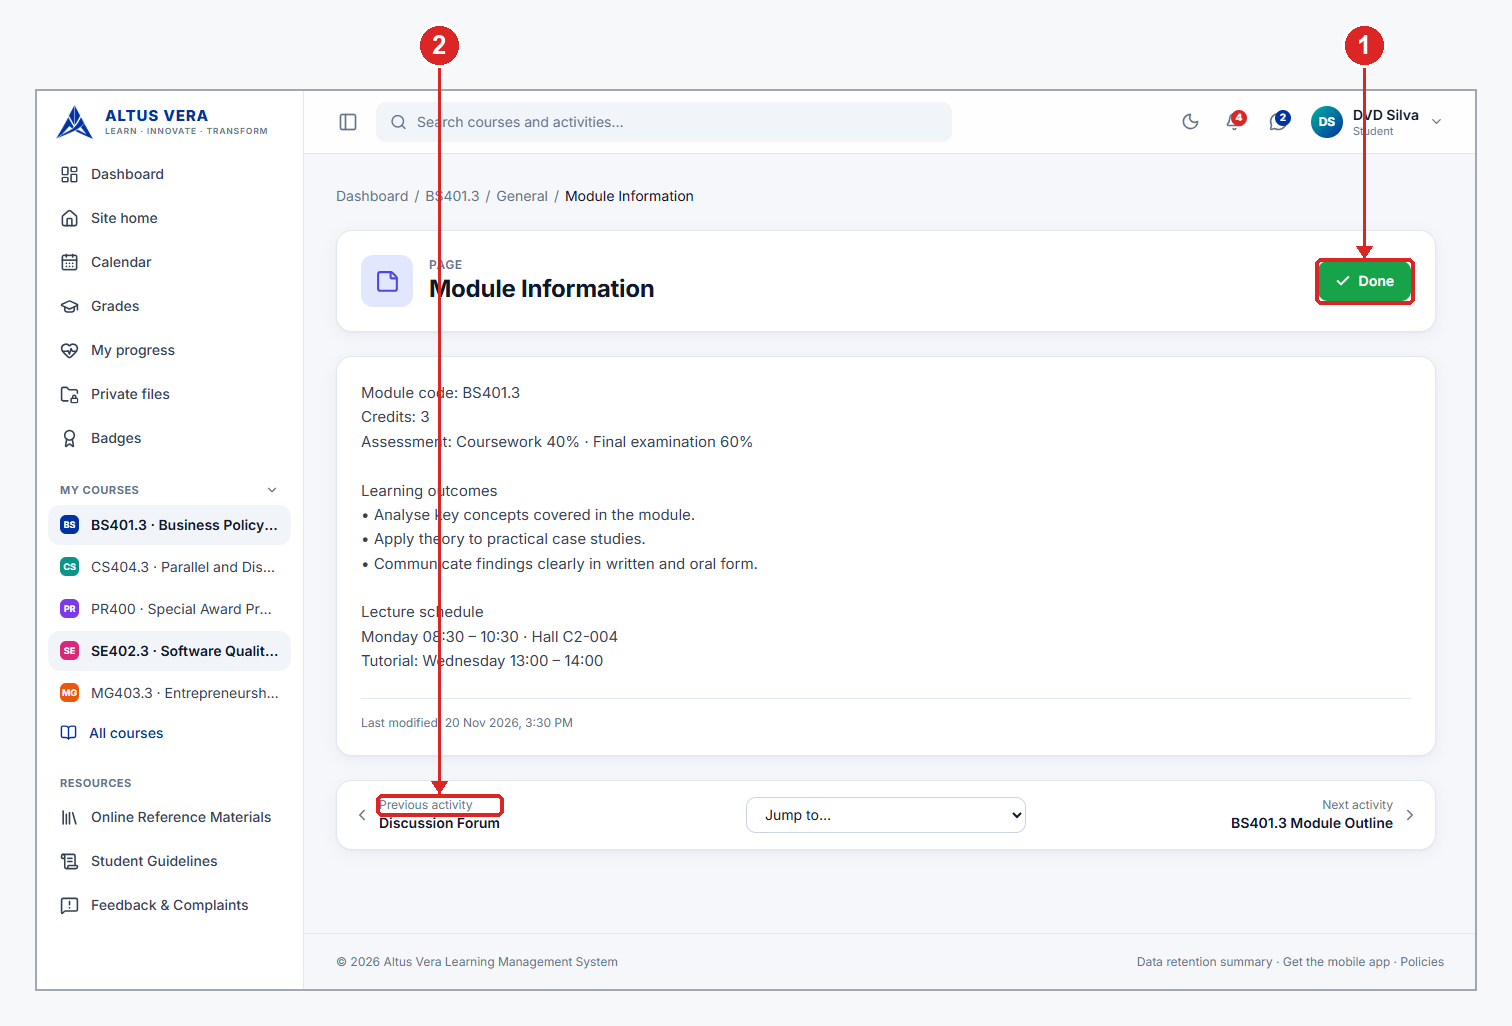 2
1
ALTUS VERA
LEARN · INNOVATE · TRANSFORM
Search courses and activities...
4
2
DS
DVD Silva
Student
Dashboard
Site home
Calendar
Grades
My progress
Private files
Badges
MY COURSES
BS BS401.3 · Business Policy...
CS CS404.3 · Parallel and Dis...
PR PR400 · Special Award Pr...
SE SE402.3 · Software Qualit...
MG MG403.3 · Entrepreneursh...
All courses
RESOURCES
Online Reference Materials
Student Guidelines
Feedback & Complaints
Dashboard / BS401.3 / General / Module Information
PAGE
Module Information
Done
Module code: BS401.3
Credits: 3
Assessment: Coursework 40% · Final examination 60%
Learning outcomes
• Analyse key concepts covered in the module.
• Apply theory to practical case studies.
• Communicate findings clearly in written and oral form.
Lecture schedule
Monday 08:30 – 10:30 · Hall C2-004
Tutorial: Wednesday 13:00 – 14:00
Last modified: 20 Nov 2026, 3:30 PM
Previous activity
Discussion Forum
Jump to...
Next activity
BS401.3 Module Outline
© 2026 Altus Vera Learning Management System
Data retention summary · Get the mobile app · Policies